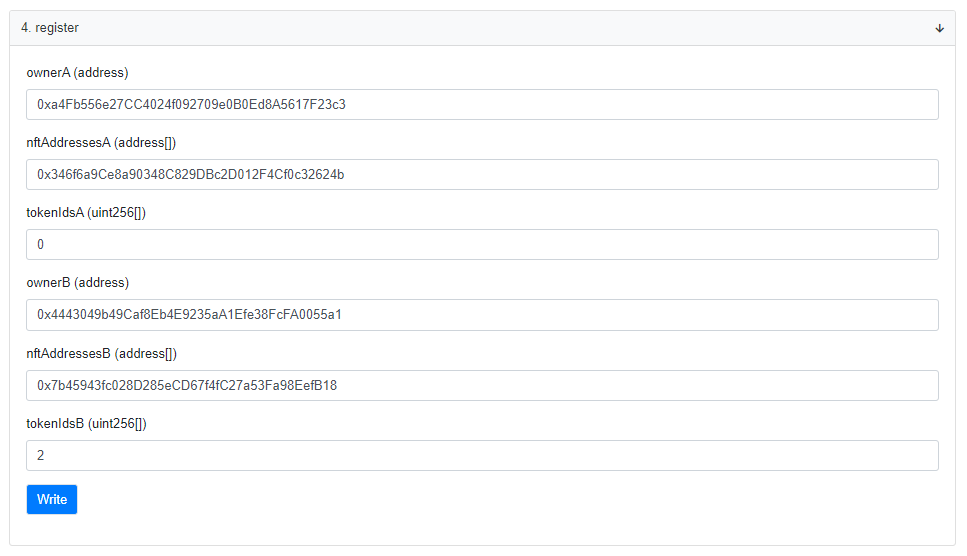 4. register
ownerA (address)
0xa4Fb556e27CC4024f092709e0B0Ed8A5617F23c3
nftAddressesA (address[])
0x346f6a9Ce8a90348C829DBc2D012F4Cf0c32624b
tokenIdsA (uint256[])
0
ownerB (address)
0x4443049b49Caf8Eb4E9235aA1Efe38FcFA0055a1
nftAddressesB (address[])
0x7b45943fc028D285eCD67f4fC27a53Fa98EefB18
tokenIdsB (uint256[])
2
Write